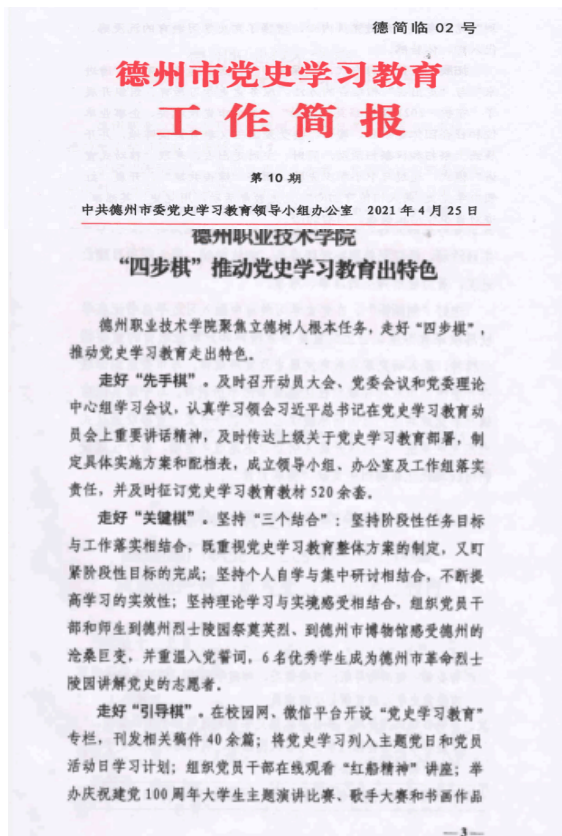 德简临 02 号
德州市党史学习教育
工作简报
第 10 期
中共德州市委党史学习教育领导小组办公室 2021 年 4 月 25 日
德州职业技术学院
“四步棋”推动党史学习教育出特色
德州职业技术学院聚焦立德树人根本任务，走好“四步棋”，
推动党史学习教育走出特色。
走好“先手棋”。及时召开动员大会、党委会议和党委理论
中心组学习会议，认真学习领会习近平总书记在党史学习教育动
员会上重要讲话精神，及时传达上级关于党史学习教育部署，制
定具体实施方案和配档表，成立领导小组、办公室及工作组落实
责任，并及时征订党史学习教育教材 520 余套。
走好“关键棋”。坚持“三个结合”：坚持阶段性任务目标
与工作落实相结合，既重视党史学习教育整体方案的制定，又盯
紧阶段性目标的完成；坚持个人自学与集中研讨相结合，不断提
高学习的实效性；坚持理论学习与实境感受相结合，组织党员干
部和师生到德州烈士陵园祭奠英烈、到德州市博物馆感受德州的
沧桑巨变，并重温入党誓词，6 名优秀学生成为德州市革命烈士
陵园讲解党史的志愿者。
走好“引导棋”。在校园网、微信平台开设“党史学习教育”
专栏，刊发相关稿件 40 余篇；将党史学习列入主题党日和党员
活动日学习计划；组织党员干部在线观看“红船精神”讲座；举
办庆祝建党 100 周年大学生主题演讲比赛、歌手大赛和书画作品
—3—